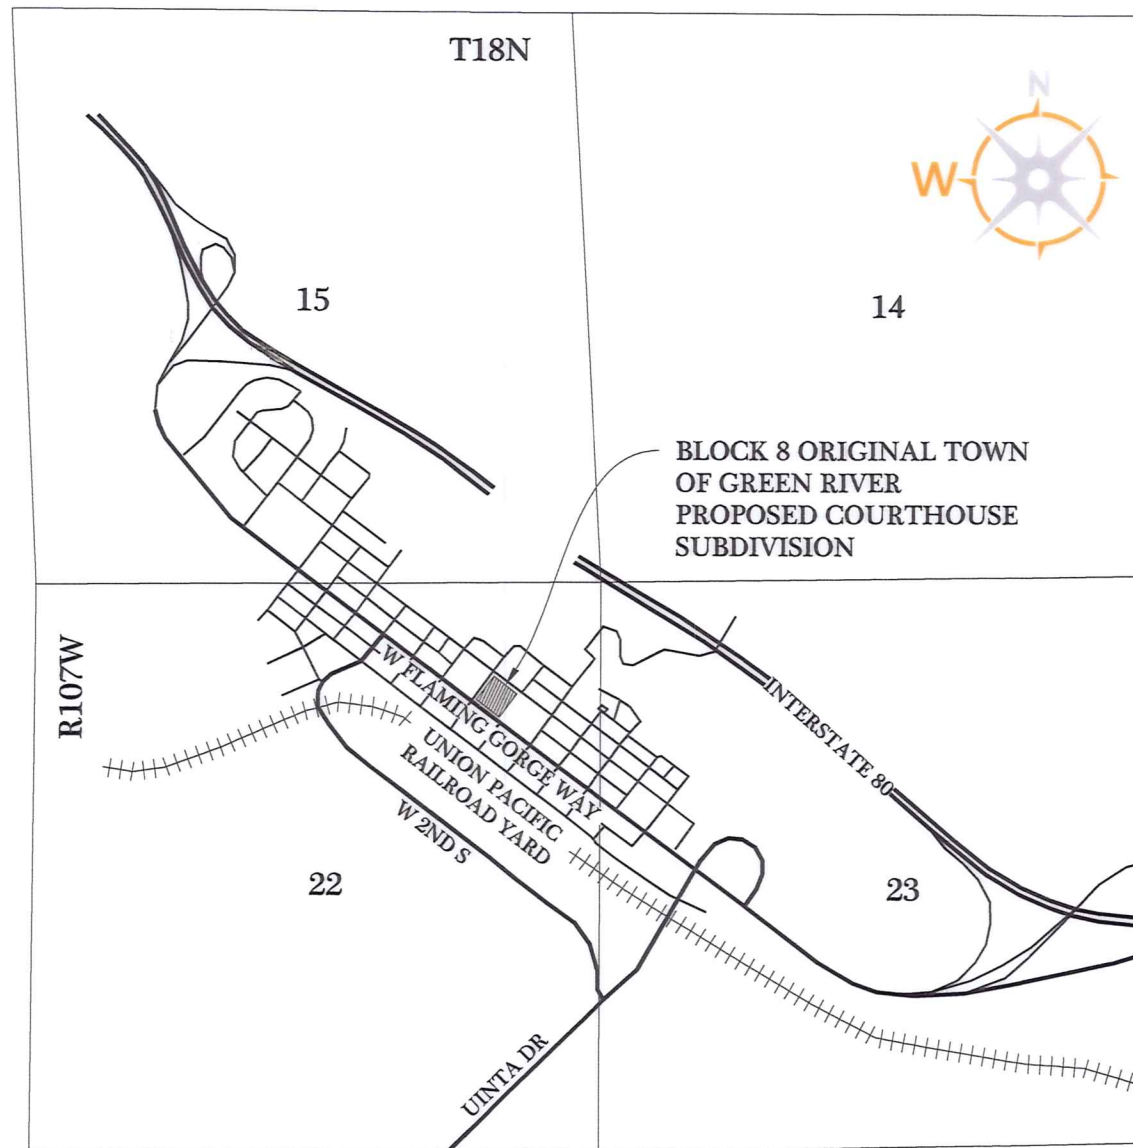 T18N
N
W
15
14
BLOCK 8 ORIGINAL TOWN
OF GREEN RIVER
PROPOSED COURTHOUSE
SUBDIVISION
R107W
W FLAMING GORGE WAY
INTERSTATE 80
UNION PACIFIC
RAILROAD YARD
W 2ND S
22
23
UINTA DR